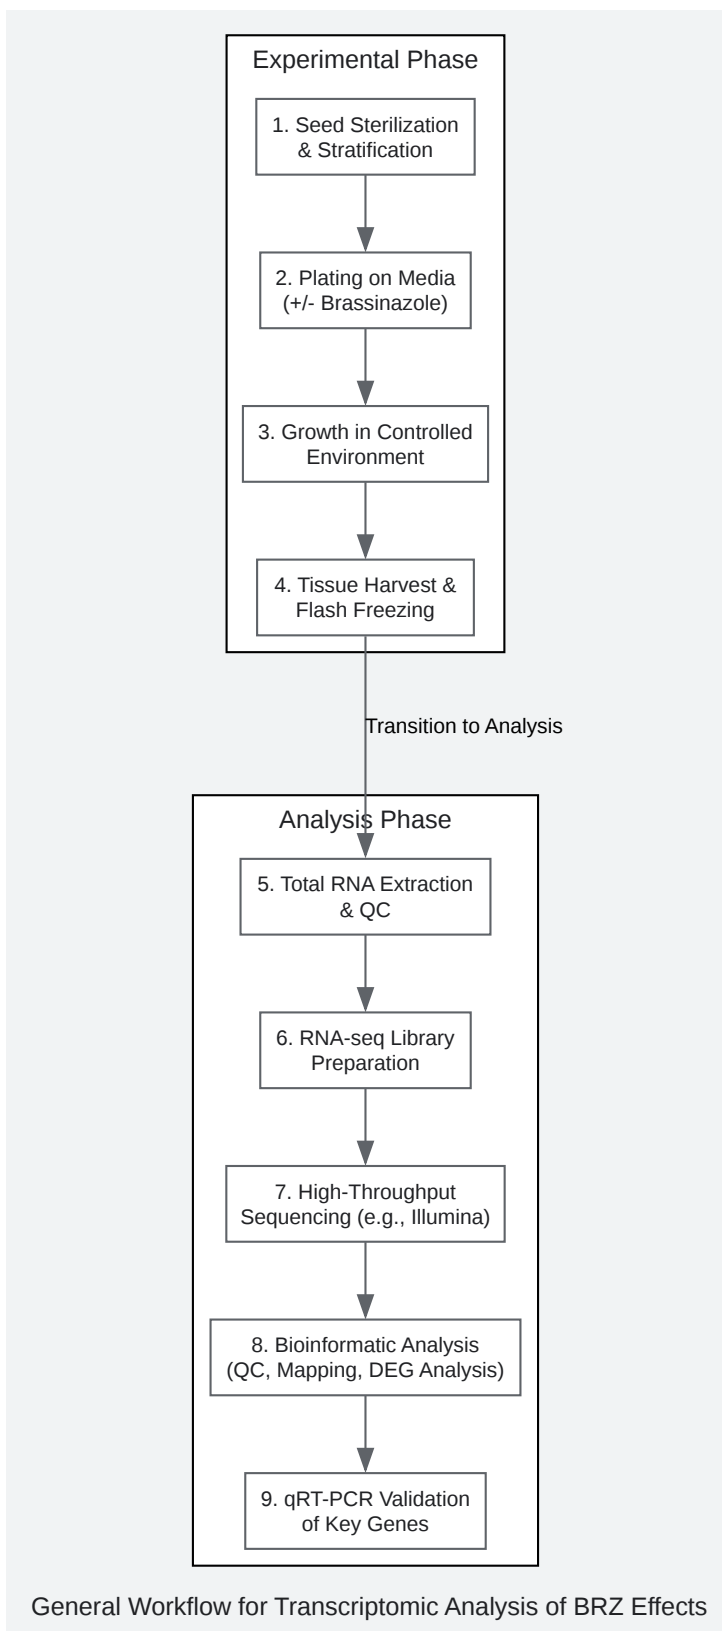 Experimental Phase
1. Seed Sterilization
& Stratification
2. Plating on Media
(+/- Brassinazole)
3. Growth in Controlled
Environment
4. Tissue Harvest &
Flash Freezing
Transition to Analysis
Analysis Phase
5. Total RNA Extraction
& QC
6. RNA-seq Library
Preparation
7. High-Throughput
Sequencing (e.g., Illumina)
8. Bioinformatic Analysis
(QC, Mapping, DEG Analysis)
9. qRT-PCR Validation
of Key Genes
General Workflow for Transcriptomic Analysis of BRZ Effects